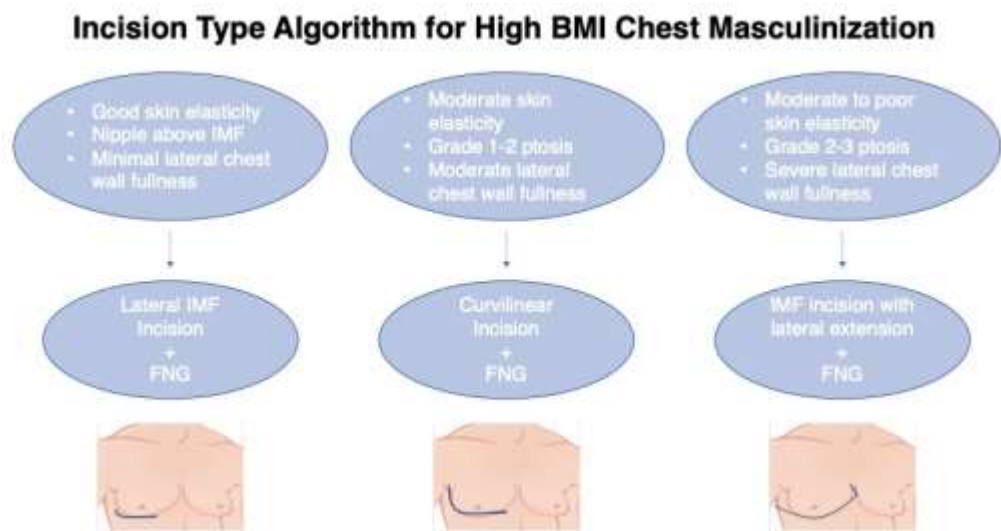 Incision Type Algorithm for High BMI Chest Masculinization
• Good skin elasticity
• Nipple above IMF
• Minimal lateral chest
wall fullness
• Moderate skin
elasticity
• Grade 1-2 ptosis
• Moderate lateral
chest wall fullness
• Moderate to poor
skin elasticity
• Grade 2-3 ptosis
• Severe lateral chest
wall fullness
Lateral IMF
Incision
+
FNG
Curvilinear
Incision
+
FNG
IMF incision with
lateral extension
+
FNG